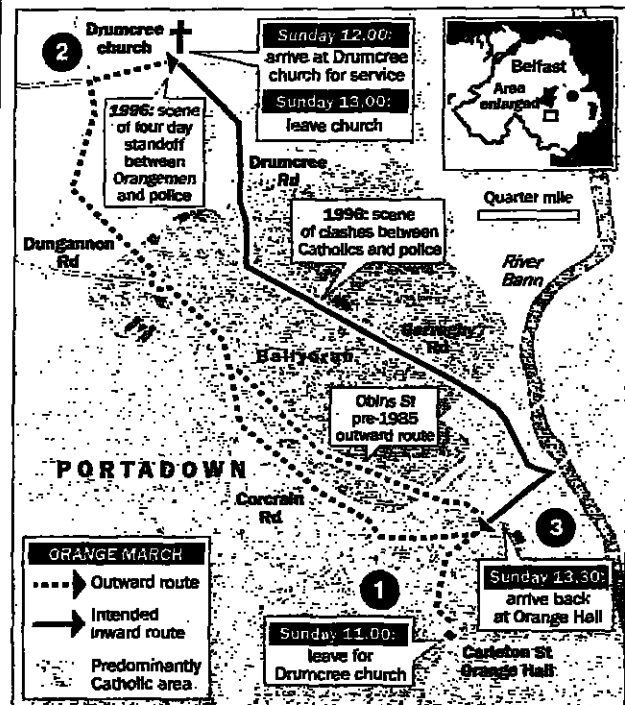 2
Drumcree
church
Sunday 12.00:
arrive at Drumcree
church for service
Sunday 13.00:
leave church
Belfast
Area
enlarged
1996: scene
of four day
standoff
between
Orangemen
and police
Drumcree
Rd
Quarter mile
1996: scene
of clashes between
Catholics and police
Dungannon
Rd
River
Bann
Garvaghy
Rd
Ballyoran
Obins St
pre-1985
outward route
PORTADOWN
Corcrain
Rd
3
ORANGE MARCH
Outward route
Intended
inward route
Predominantly
Catholic area
1
Sunday 11.00:
leave for
Drumcree church
Sunday 13.30:
arrive back
at Orange Hall
Carleton St
Orange Hall